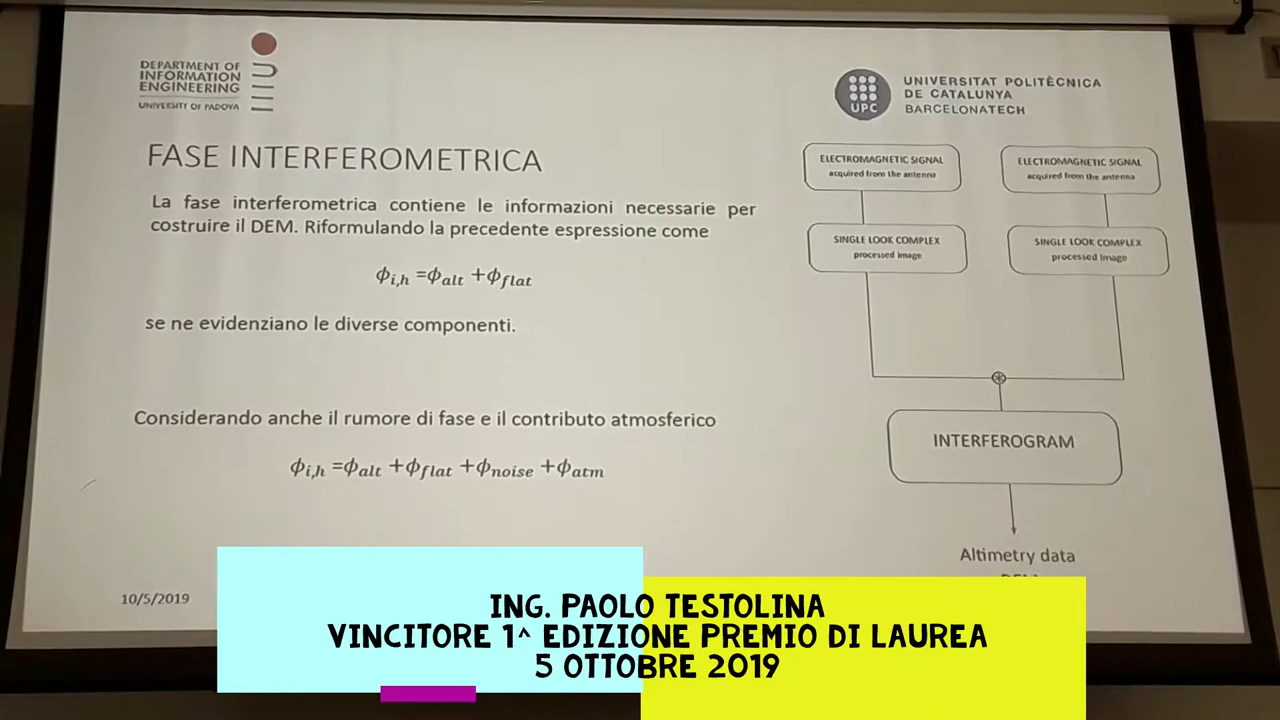 DEPARTMENT OF
INFORMATION
ENGINEERING
UNIVERSITY OF PADOVA
UPC
UNIVERSITAT POLITÈCNICA
DE CATALUNYA
BARCELONATECH
FASE INTERFEROMETRICA
La fase interferometrica contiene le informazioni necessarie per
costruire il DEM. Riformulando la precedente espressione come
ϕi,h =ϕalt +ϕflat
se ne evidenziano le diverse componenti.
Considerando anche il rumore di fase e il contributo atmosferico
ϕi,h =ϕalt +ϕflat +ϕnoise +ϕatm
ELECTROMAGNETIC SIGNAL
acquired from the antenna
ELECTROMAGNETIC SIGNAL
acquired from the antenna
SINGLE LOOK COMPLEX
processed image
SINGLE LOOK COMPLEX
processed image
INTERFEROGRAM
Altimetry data
10/5/2019
ING. PAOLO TESTOLINA
VINCITORE 1^ EDIZIONE PREMIO DI LAUREA
5 OTTOBRE 2019